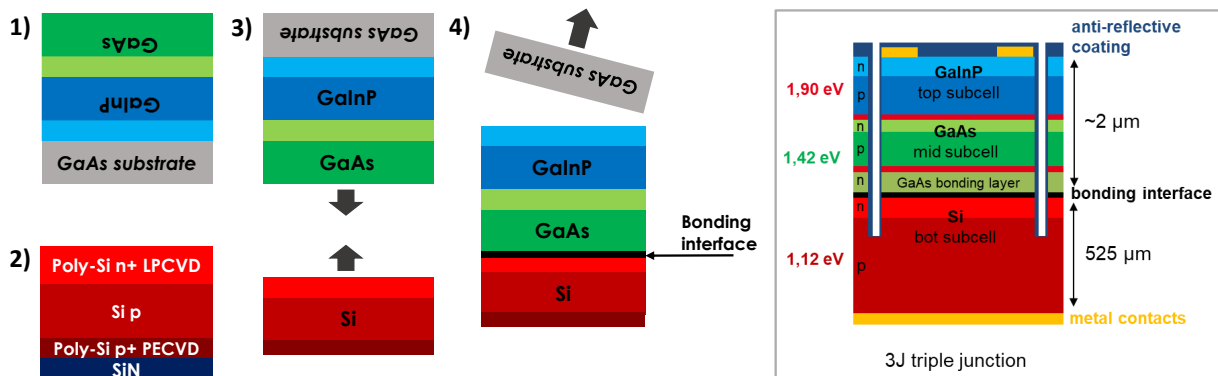 1)
GaAs
GaInP
GaAs substrate
2)
Poly-Si n+ LPCVD
Si p
Poly-Si p+ PECVD
SiN
3)
GaAs substrate
GaInP
GaAs
Si
4)
GaAs substrate
GaInP
GaAs
Si
Bonding
interface
anti-reflective
coating
n
GaInP
1,90 eV
p
top subcell
~2 µm
n
GaAs
1,42 eV
p
mid subcell
n
GaAs bonding layer
bonding interface
n
Si
bot subcell
1,12 eV
p
525 µm
metal contacts
3J triple junction